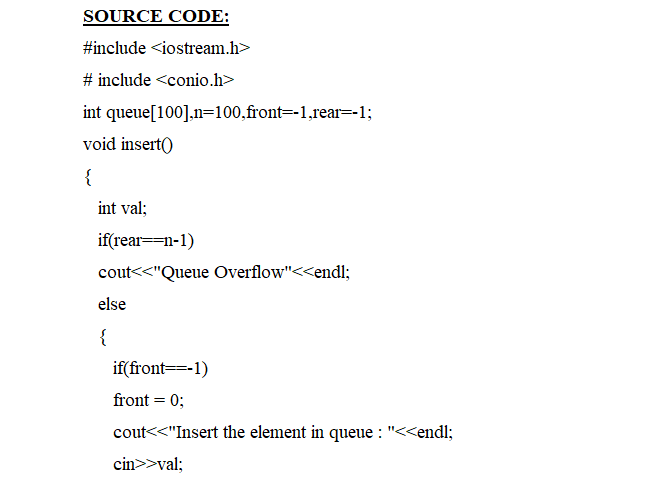 SOURCE CODE:
#include <iostream.h>
# include <conio.h>
int queue[100],n=100,front=-1,rear=-1;
void insert()
{
int val;
if(rear==n-1)
cout<<"Queue Overflow"<<endl;
else
{
if(front==-1)
front = 0;
cout<<"Insert the element in queue : "<<endl;
cin>>val;